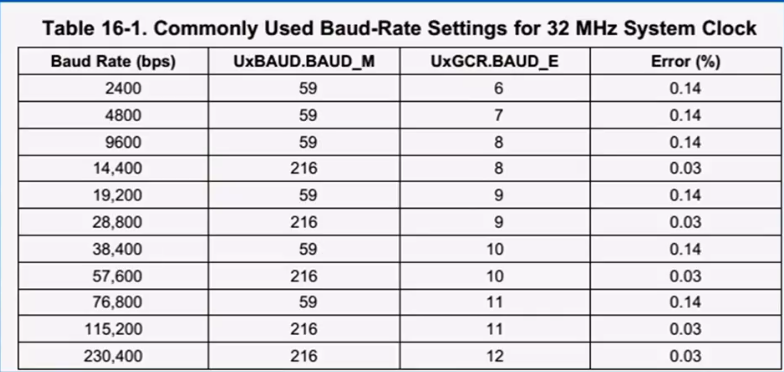 Table 16-1. Commonly Used Baud-Rate Settings for 32 MHz System Clock
Baud Rate (bps) UxBAUD.BAUD_M UxGCR.BAUD_E Error (%)
2400 59 6 0.14
4800 59 7 0.14
9600 59 8 0.14
14,400 216 8 0.03
19,200 59 9 0.14
28,800 216 9 0.03
38,400 59 10 0.14
57,600 216 10 0.03
76,800 59 11 0.14
115,200 216 11 0.03
230,400 216 12 0.03